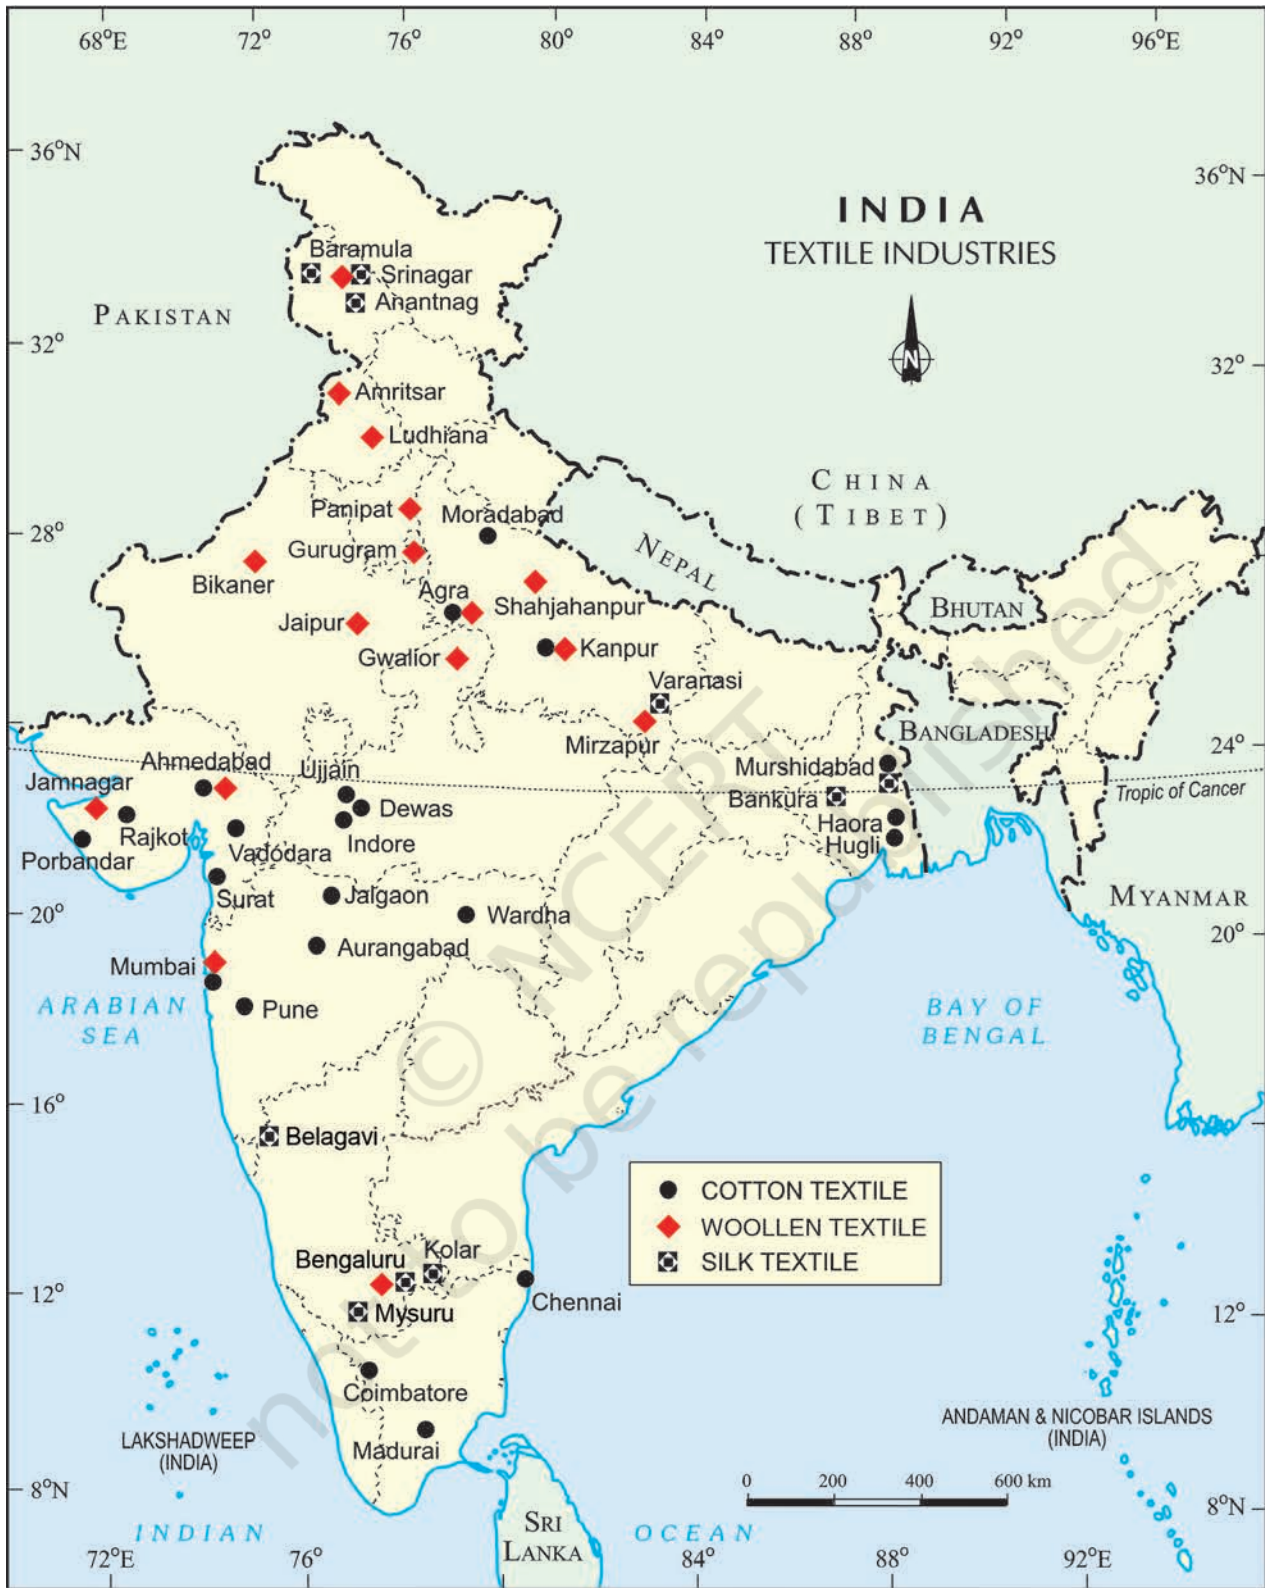 68°E 72° 76° 80° 84° 88° 92° 96°E
36°N
36°N
INDIA
TEXTILE INDUSTRIES
Baramula
Srinagar
Anantnag
PAKISTAN
N
32°
32°
Amritsar
Ludhiana
CHINA
(TIBET)
Panipat
Moradabad
28°
28°
Gurugram
NEPAL
Bikaner
Agra
Shahjahanpur
BHUTAN
Jaipur
Kanpur
Gwalior
Varanasi
Mirzapur
BANGLADESH
24°
Ahmedabad
Ujjain
Murshidabad
Jamnagar
Dewas
Bankura
Tropic of Cancer
Rajkot
Haora
Porbandar
Vadodara
Indore
Hugli
Surat
Jalgaon
MYANMAR
20°
Wardha
20°
Aurangabad
Mumbai
ARABIAN
SEA
Pune
BAY OF
BENGAL
© NCERT
not to be republished
16°
Belagavi
COTTON TEXTILE
WOOLLEN TEXTILE
SILK TEXTILE
Bengaluru
Kolar
12°
Chennai
Mysuru
12°
Coimbatore
LAKSHADWEEP
(INDIA)
Madurai
ANDAMAN & NICOBAR ISLANDS
(INDIA)
0 200 400 600 km
8°N
8°N
INDIAN
SRI
LANKA
OCEAN
72°E 76° 84° 88° 92°E